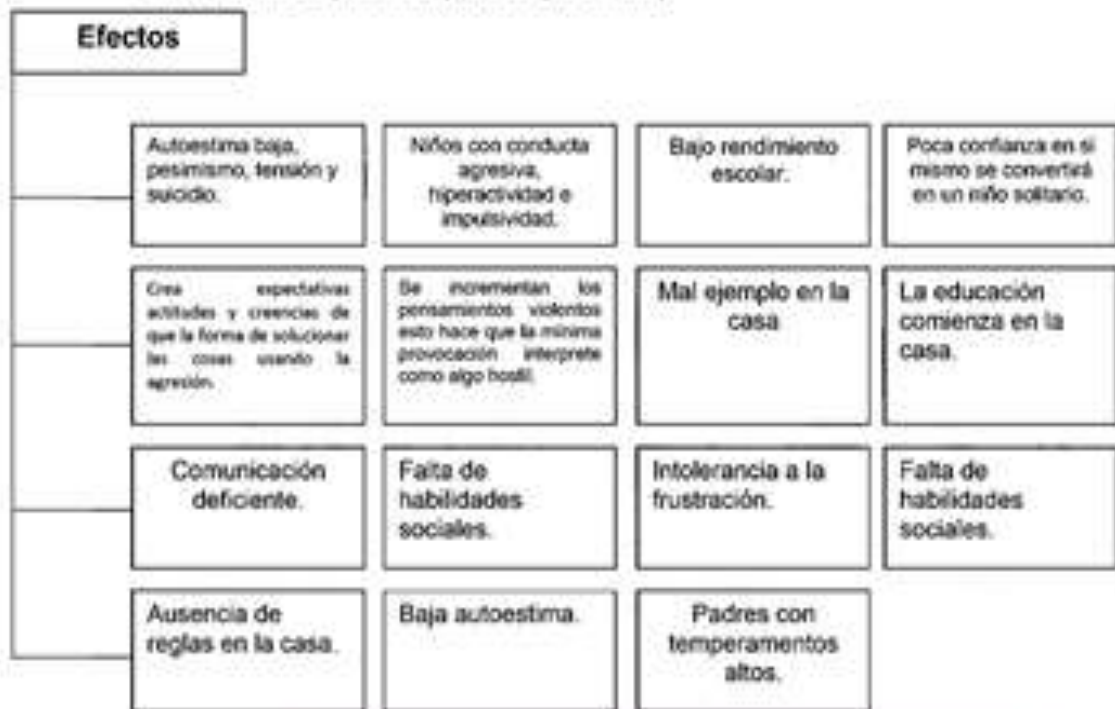 Efectos
Autoestima baja,
pesimismo, tensión y
suicidio.
Niños con conducta
agresiva,
hiperactividad e
impulsividad.
Bajo rendimiento
escolar.
Poca confianza en si
mismo se convertirá
en un niño solitario.
Crea expectativas
actitudes y creencias de
que la forma de solucionar
las cosas usando la
agresión.
Se incrementan los
pensamientos violentos
esto hace que la mínima
provocación interprete
como algo hostil.
Mal ejemplo en la
casa
La educación
comienza en la
casa.
Comunicación
deficiente.
Falta de
habilidades
sociales.
Intolerancia a la
frustración.
Falta de
habilidades
sociales.
Ausencia de
reglas en la casa.
Baja autoestima.
Padres con
temperamentos
altos.